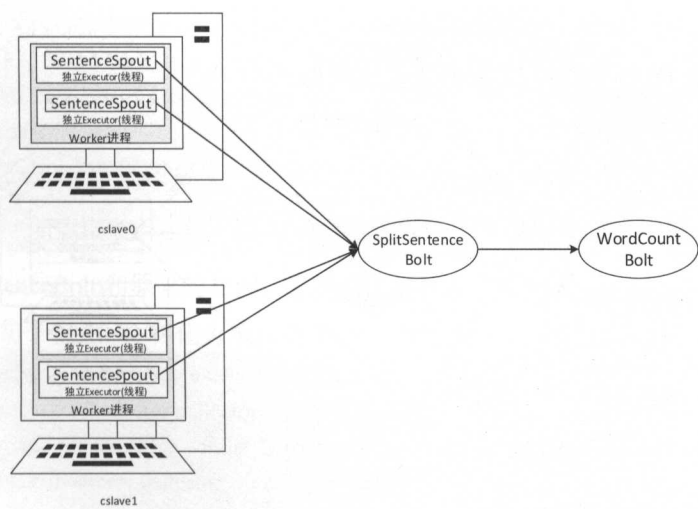 SentenceSpout
独立Executor(线程)
SentenceSpout
独立Executor(线程)
Worker进程
cslave0
SplitSentence
Bolt
WordCount
Bolt
SentenceSpout
独立Executor(线程)
SentenceSpout
独立Executor(线程)
Worker进程
cslave1